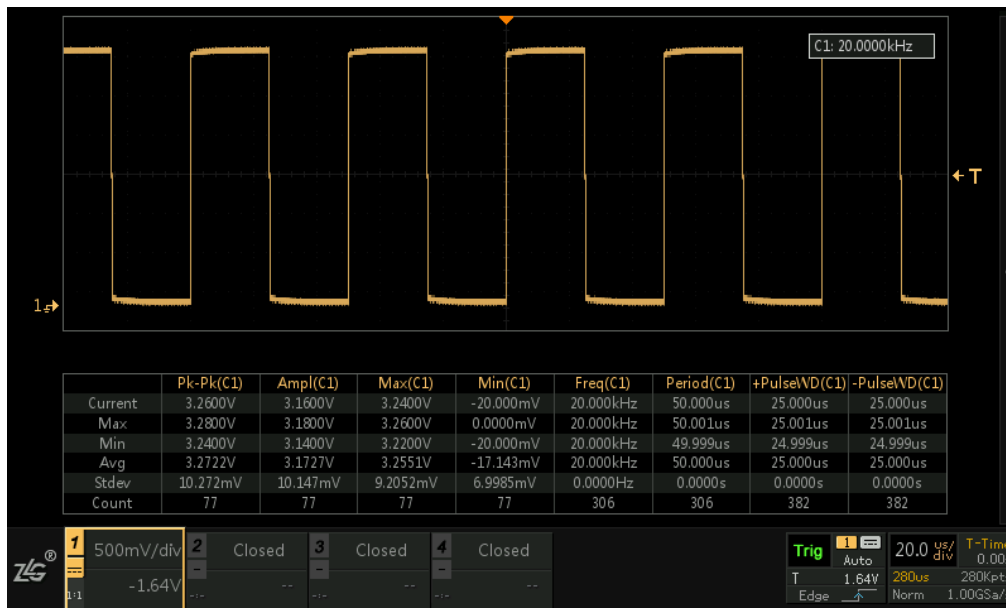 C1: 20.0000kHz
T
1
Pk-Pk(C1) Ampl(C1) Max(C1) Min(C1) Freq(C1) Period(C1) +PulseWD(C1) -PulseWD(C1)
Current 3.2600V 3.1600V 3.2400V -20.000mV 20.000kHz 50.000us 25.000us 25.000us
Max 3.2800V 3.1800V 3.2600V 0.0000mV 20.000kHz 50.001us 25.001us 25.001us
Min 3.2400V 3.1400V 3.2200V -20.000mV 20.000kHz 49.999us 24.999us 24.999us
Avg 3.2722V 3.1727V 3.2551V -17.143mV 20.000kHz 50.000us 25.000us 25.000us
Stdev 10.272mV 10.147mV 9.2052mV 6.9985mV 0.0000Hz 0.0000s 0.0000s 0.0000s
Count 77 77 77 77 306 306 382 382
ZLG®
1 500mV/div 2 Closed 3 Closed 4 Closed
1:1 -1.64V -:- -- -:- -- -:- --
Trig 1 Auto 20.0 us/div T-Time 0.00
T 1.64V 280us 280Kpt
Edge Norm 1.00GSa/